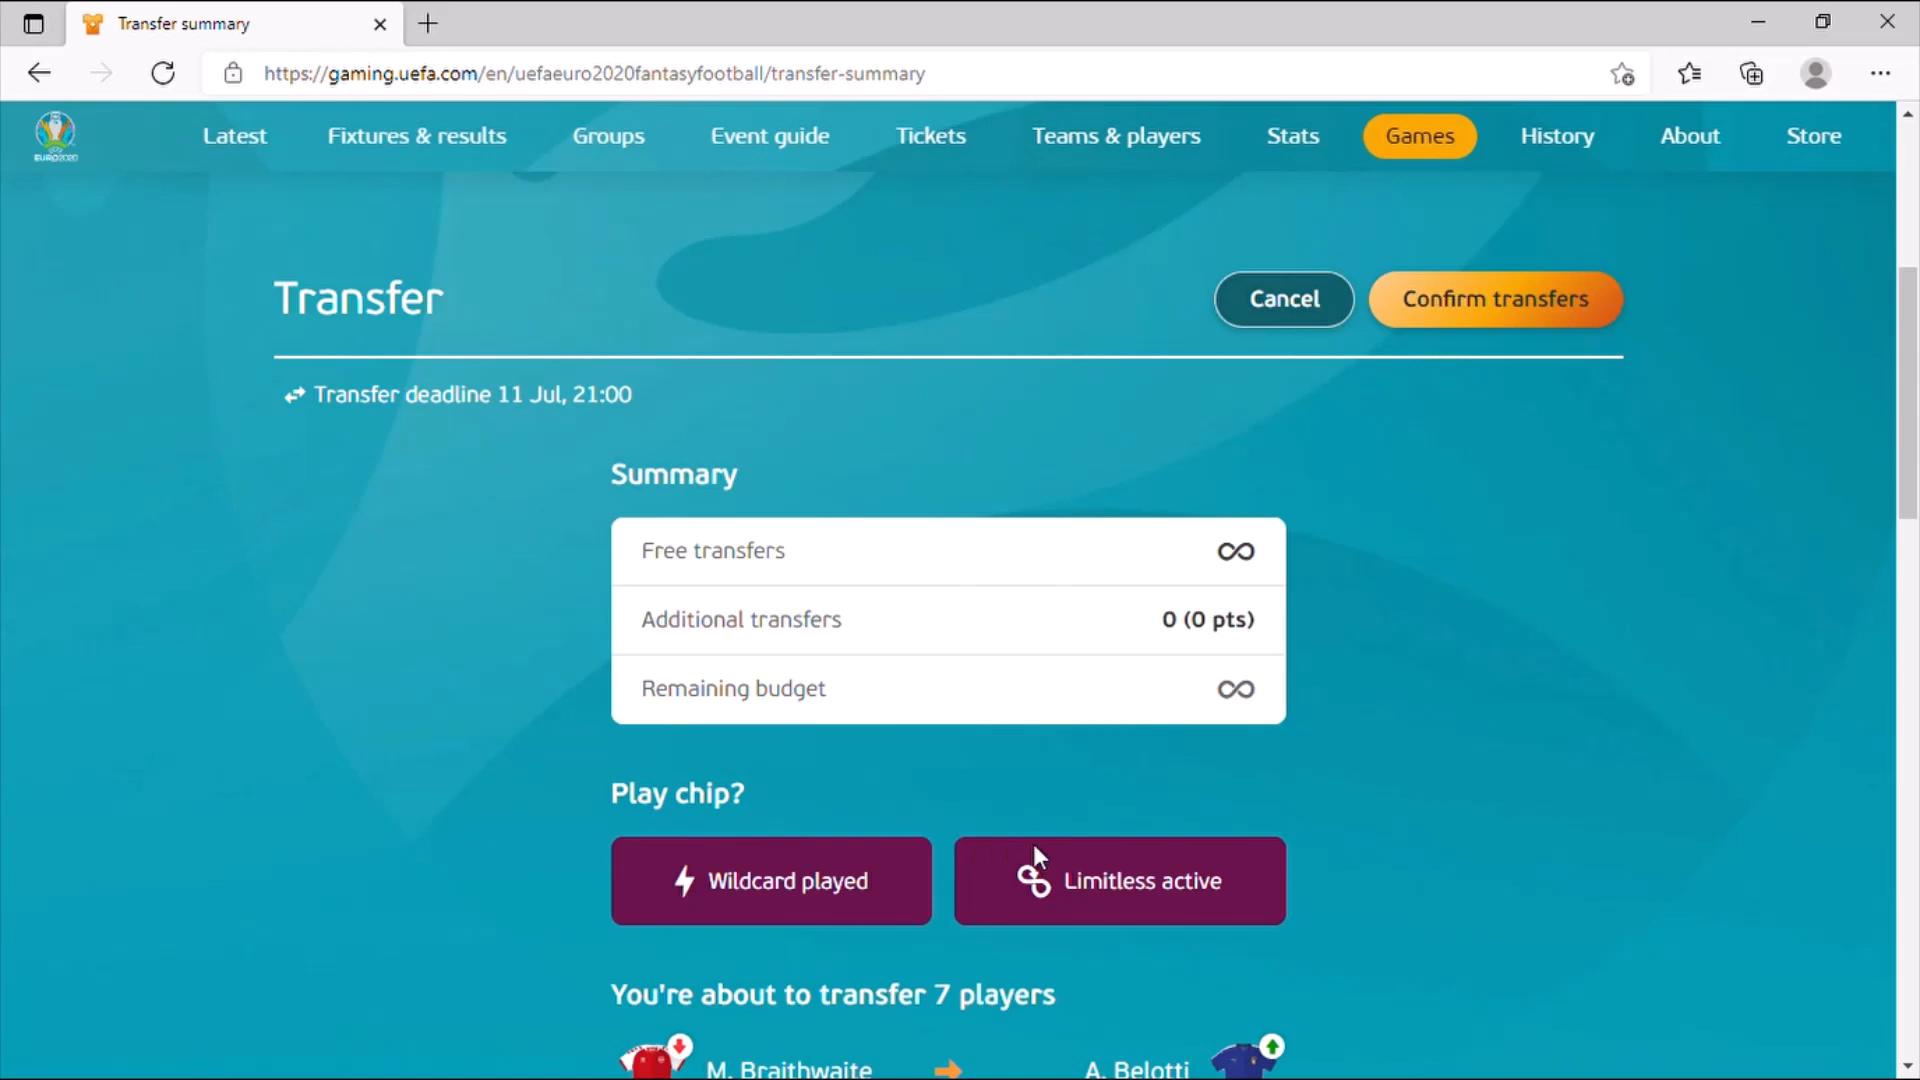 Transfer summary
https://gaming.uefa.com/en/uefaeuro2020fantasyfootball/transfer-summary
EURO2020
Latest
Fixtures & results
Groups
Event guide
Tickets
Teams & players
Stats
Games
History
About
Store
Transfer
Cancel
Confirm transfers
Transfer deadline 11 Jul, 21:00
Summary
Free transfers ∞
Additional transfers 0 (0 pts)
Remaining budget ∞
Play chip?
Wildcard played
Limitless active
You're about to transfer 7 players
M. Braithwaite
A. Belotti